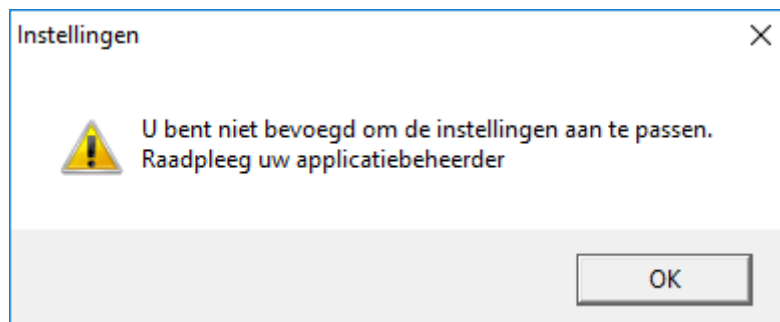 Instellingen
U bent niet bevoegd om de instellingen aan te passen.
Raadpleeg uw applicatiebeheerder
OK